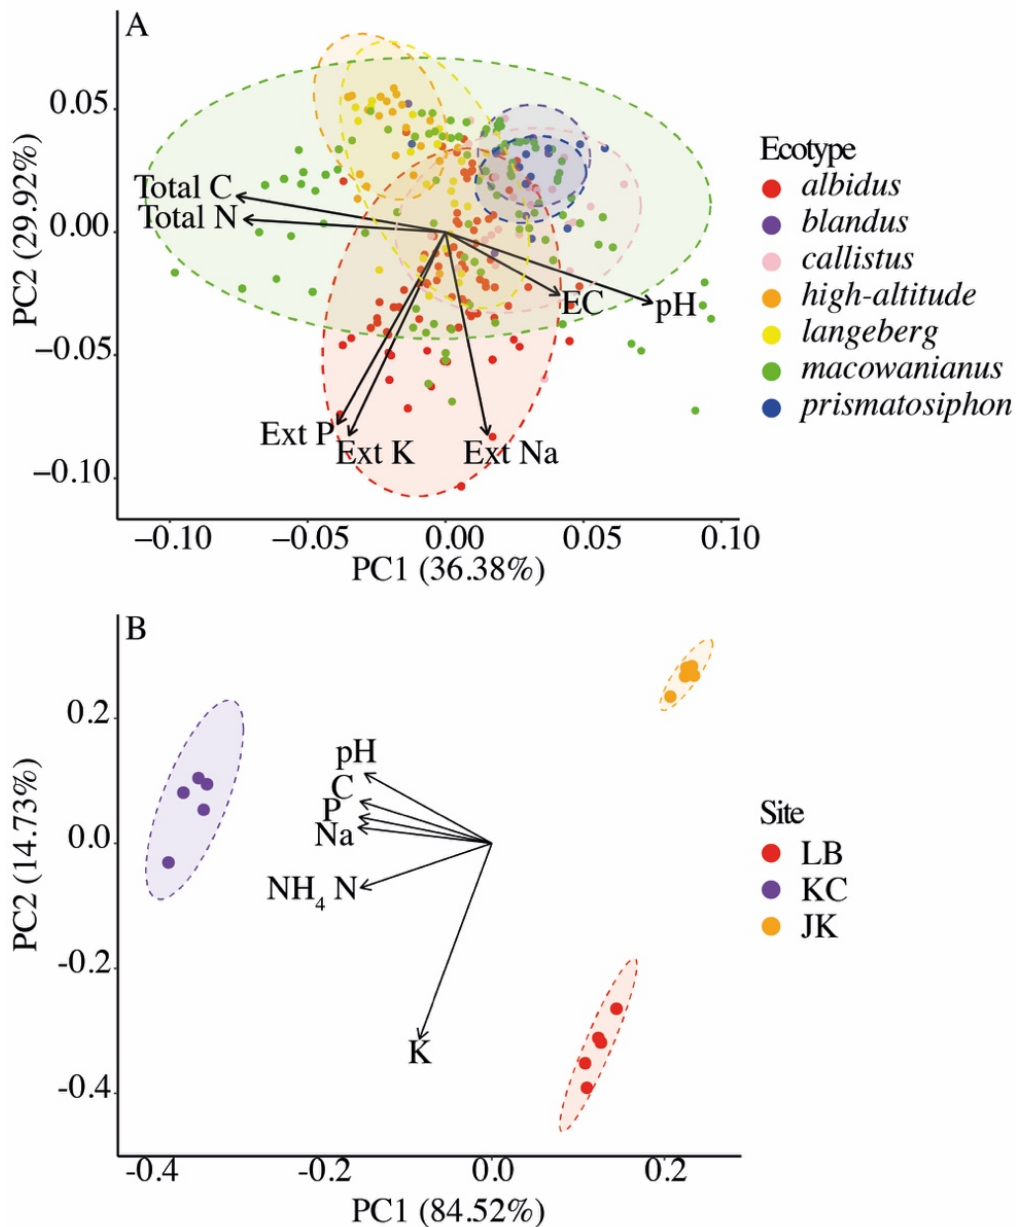 A
PC2 (29.92%)
0.05
0.00
−0.05
−0.10
Total C
Total N
EC
pH
Ext P
Ext K
Ext Na
−0.10
−0.05
0.00
0.05
0.10
PC1 (36.38%)
Ecotype
albidus
blandus
callistus
high-altitude
langeberg
macowanianus
prismatosiphon
B
PC2 (14.73%)
0.2
0.0
-0.2
-0.4
pH
C
P
Na
NH4 N
K
-0.4
-0.2
0.0
0.2
PC1 (84.52%)
Site
LB
KC
JK